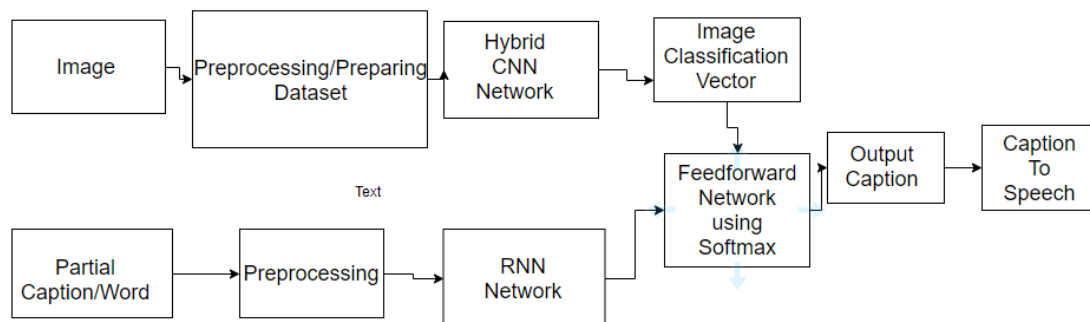 Image
Preprocessing/Preparing
Dataset
Hybrid
CNN
Network
Image
Classification
Vector
Feedforward
Network
using
Softmax
Output
Caption
Caption
To
Speech
Text
Partial
Caption/Word
Preprocessing
RNN
Network